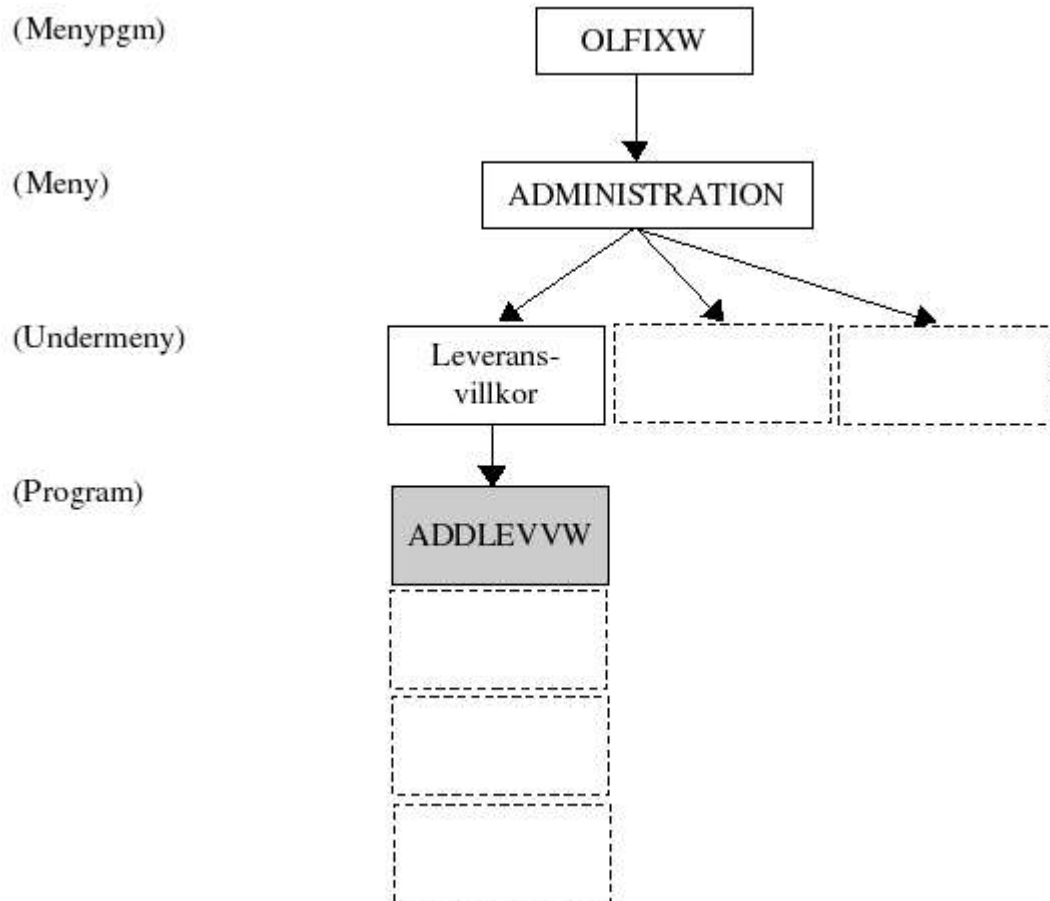 (Menypgm)
OLFIXW
(Meny)
ADMINISTRATION
(Undermeny)
Leverans-
villkor
(Program)
ADDLEVVW